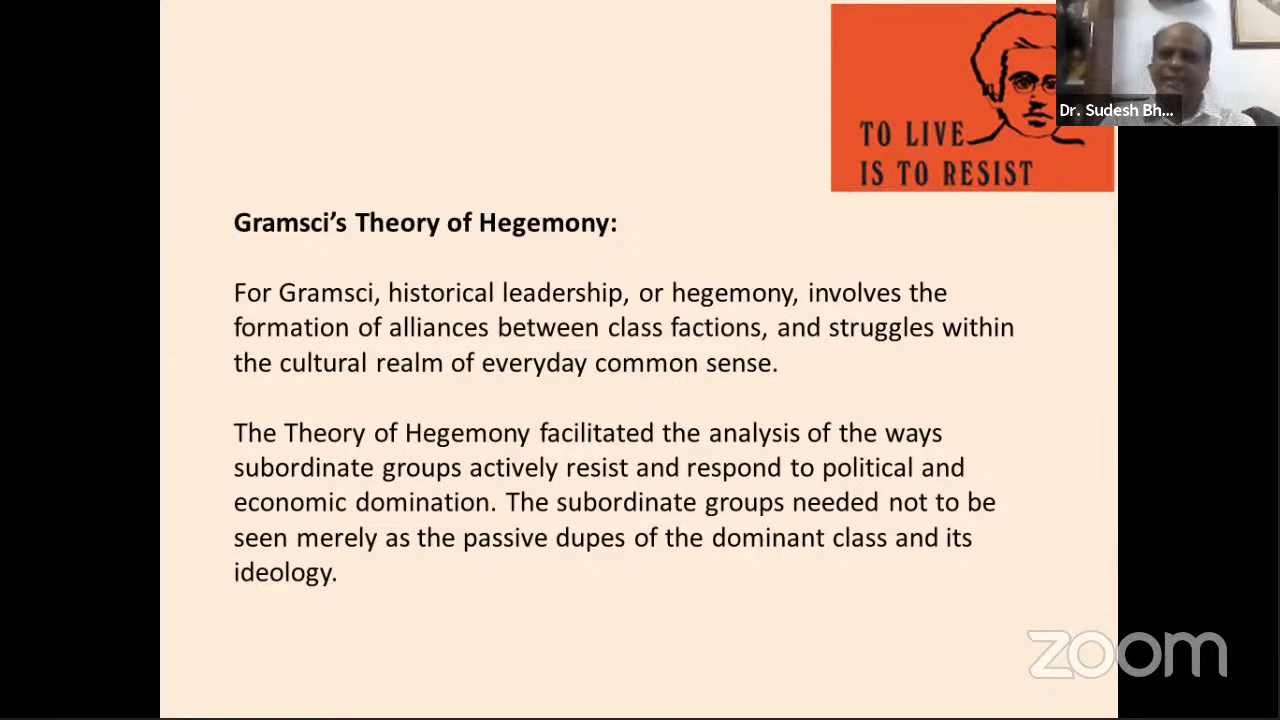 TO LIVE
IS TO RESIST
Dr. Sudesh Bh...
Gramsci’s Theory of Hegemony:
For Gramsci, historical leadership, or hegemony, involves the
formation of alliances between class factions, and struggles within
the cultural realm of everyday common sense.
The Theory of Hegemony facilitated the analysis of the ways
subordinate groups actively resist and respond to political and
economic domination. The subordinate groups needed not to be
seen merely as the passive dupes of the dominant class and its
ideology.
zoom